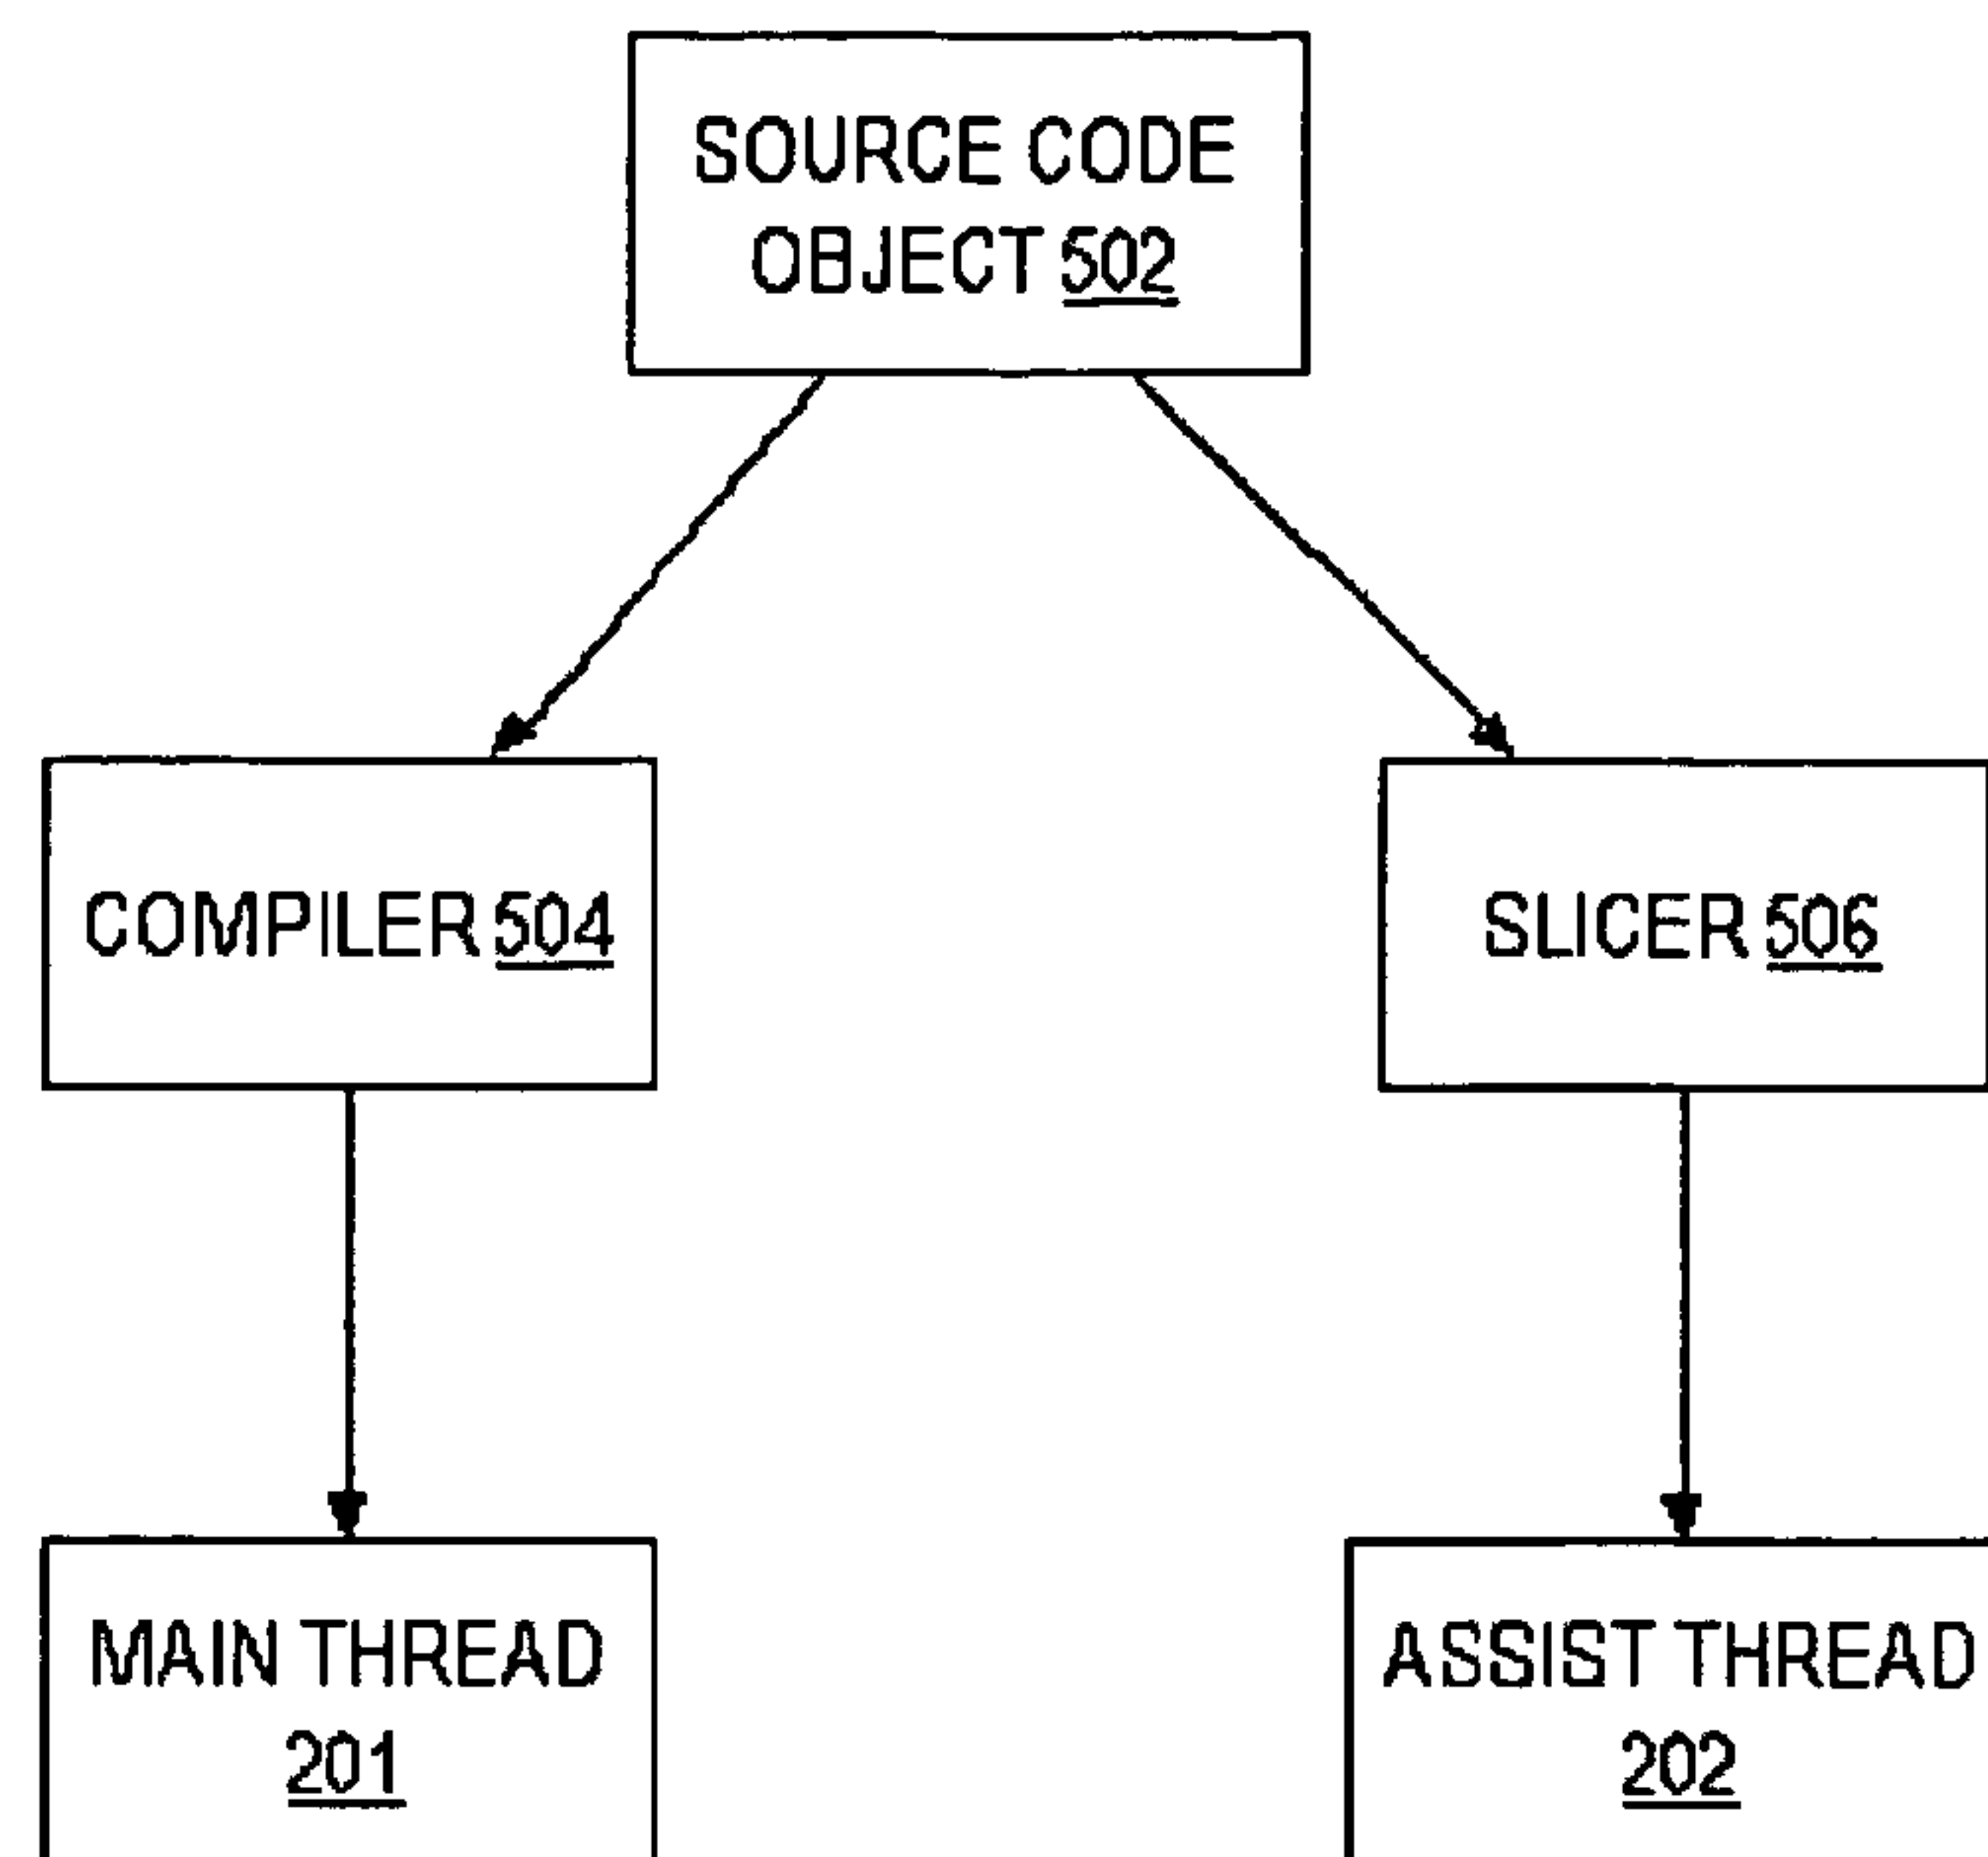 SOURCE CODE
OBJECT 502
COMPILER 504
SLICER 506
MAIN THREAD
201
ASSIST THREAD
202